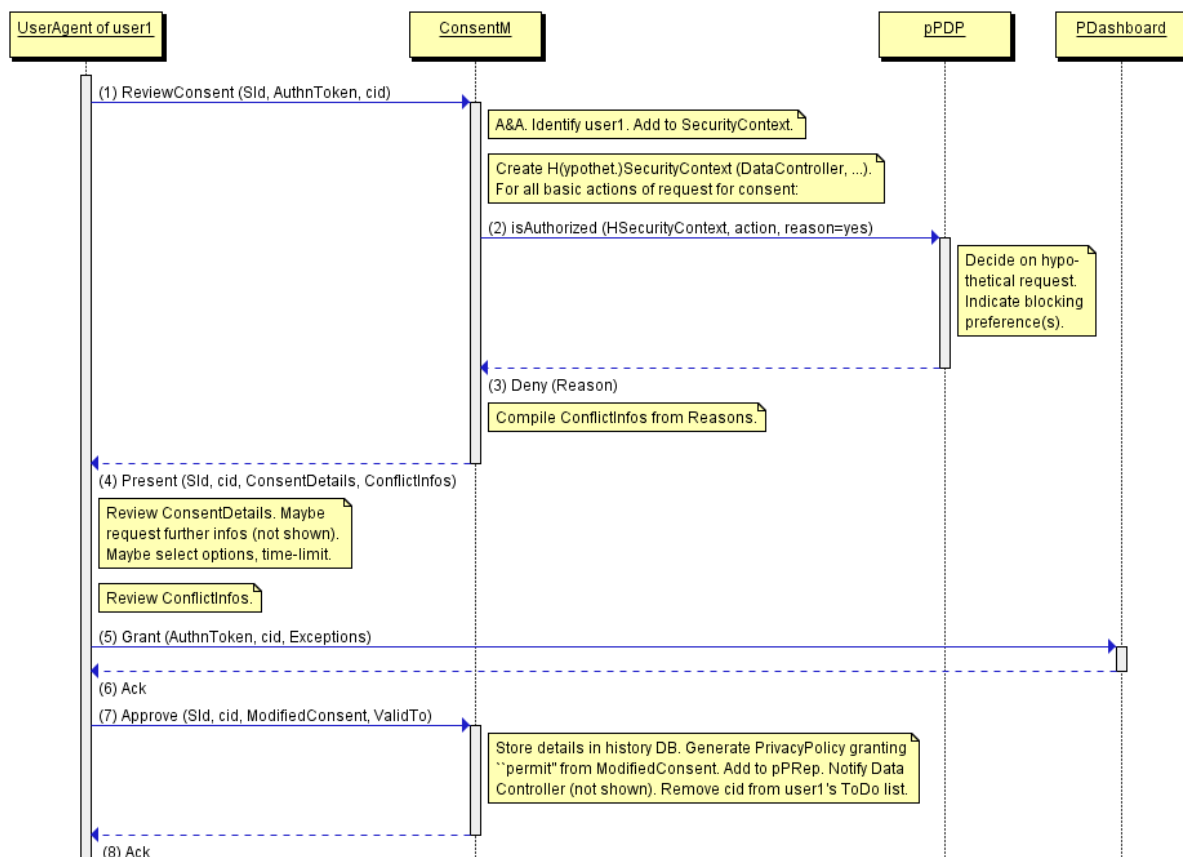 UserAgent of user1
ConsentM
pPDP
PDashboard
(1) ReviewConsent (SId, AuthnToken, cid)
A&A. Identify user1. Add to SecurityContext.
Create H(ypothet.)SecurityContext (DataController, ...).
For all basic actions of request for consent:
(2) isAuthorized (HSecurityContext, action, reason=yes)
Decide on hypo-
thetical request.
Indicate blocking
preference(s).
(3) Deny (Reason)
Compile ConflictInfos from Reasons.
(4) Present (SId, cid, ConsentDetails, ConflictInfos)
Review ConsentDetails. Maybe
request further infos (not shown).
Maybe select options, time-limit.
Review ConflictInfos.
(5) Grant (AuthnToken, cid, Exceptions)
(6) Ack
(7) Approve (SId, cid, ModifiedConsent, ValidTo)
Store details in history DB. Generate PrivacyPolicy granting
``permit'' from ModifiedConsent. Add to pPRep. Notify Data
Controller (not shown). Remove cid from user1's ToDo list.
(8) Ack